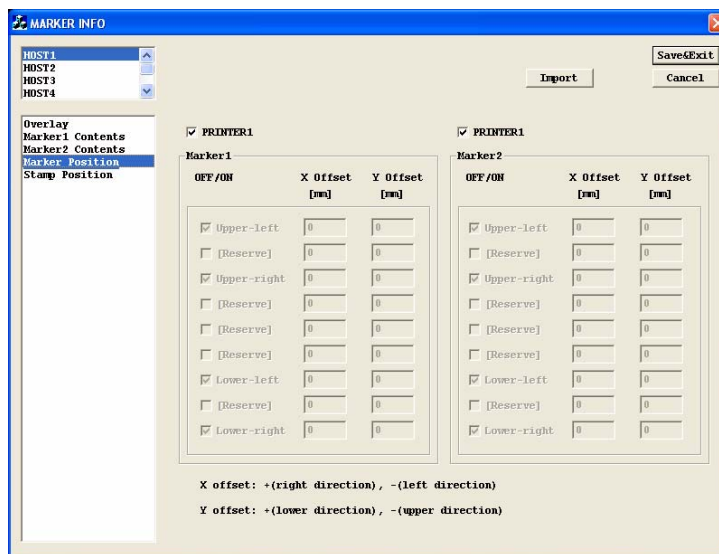 MARKER INFO
HOST1
HOST2
HOST3
HOST4
Import
Save&Exit
Cancel
Overlay
Marker1 Contents
Marker2 Contents
Marker Position
Stamp Position
PRINTER1
Marker1
OFF/ON X Offset Y Offset
[mm] [mm]
Upper-left 0 0
[Reserve] 0 0
Upper-right 0 0
[Reserve] 0 0
[Reserve] 0 0
[Reserve] 0 0
Lower-left 0 0
[Reserve] 0 0
Lower-right 0 0
PRINTER1
Marker2
OFF/ON X Offset Y Offset
[mm] [mm]
Upper-left 0 0
[Reserve] 0 0
Upper-right 0 0
[Reserve] 0 0
[Reserve] 0 0
[Reserve] 0 0
Lower-left 0 0
[Reserve] 0 0
Lower-right 0 0
X offset: +(right direction), -(left direction)
Y offset: +(lower direction), -(upper direction)